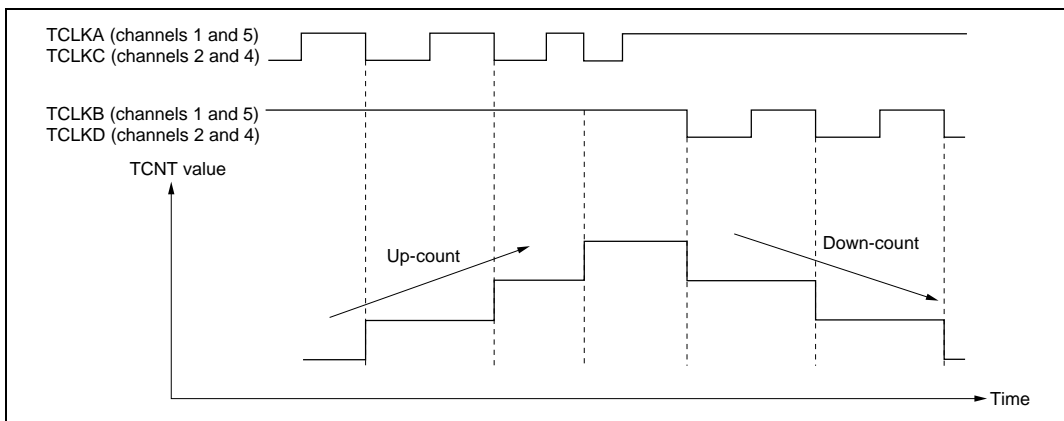 TCLKA (channels 1 and 5)
TCLKC (channels 2 and 4)
TCLKB (channels 1 and 5)
TCLKD (channels 2 and 4)
TCNT value
Up-count
Down-count
Time